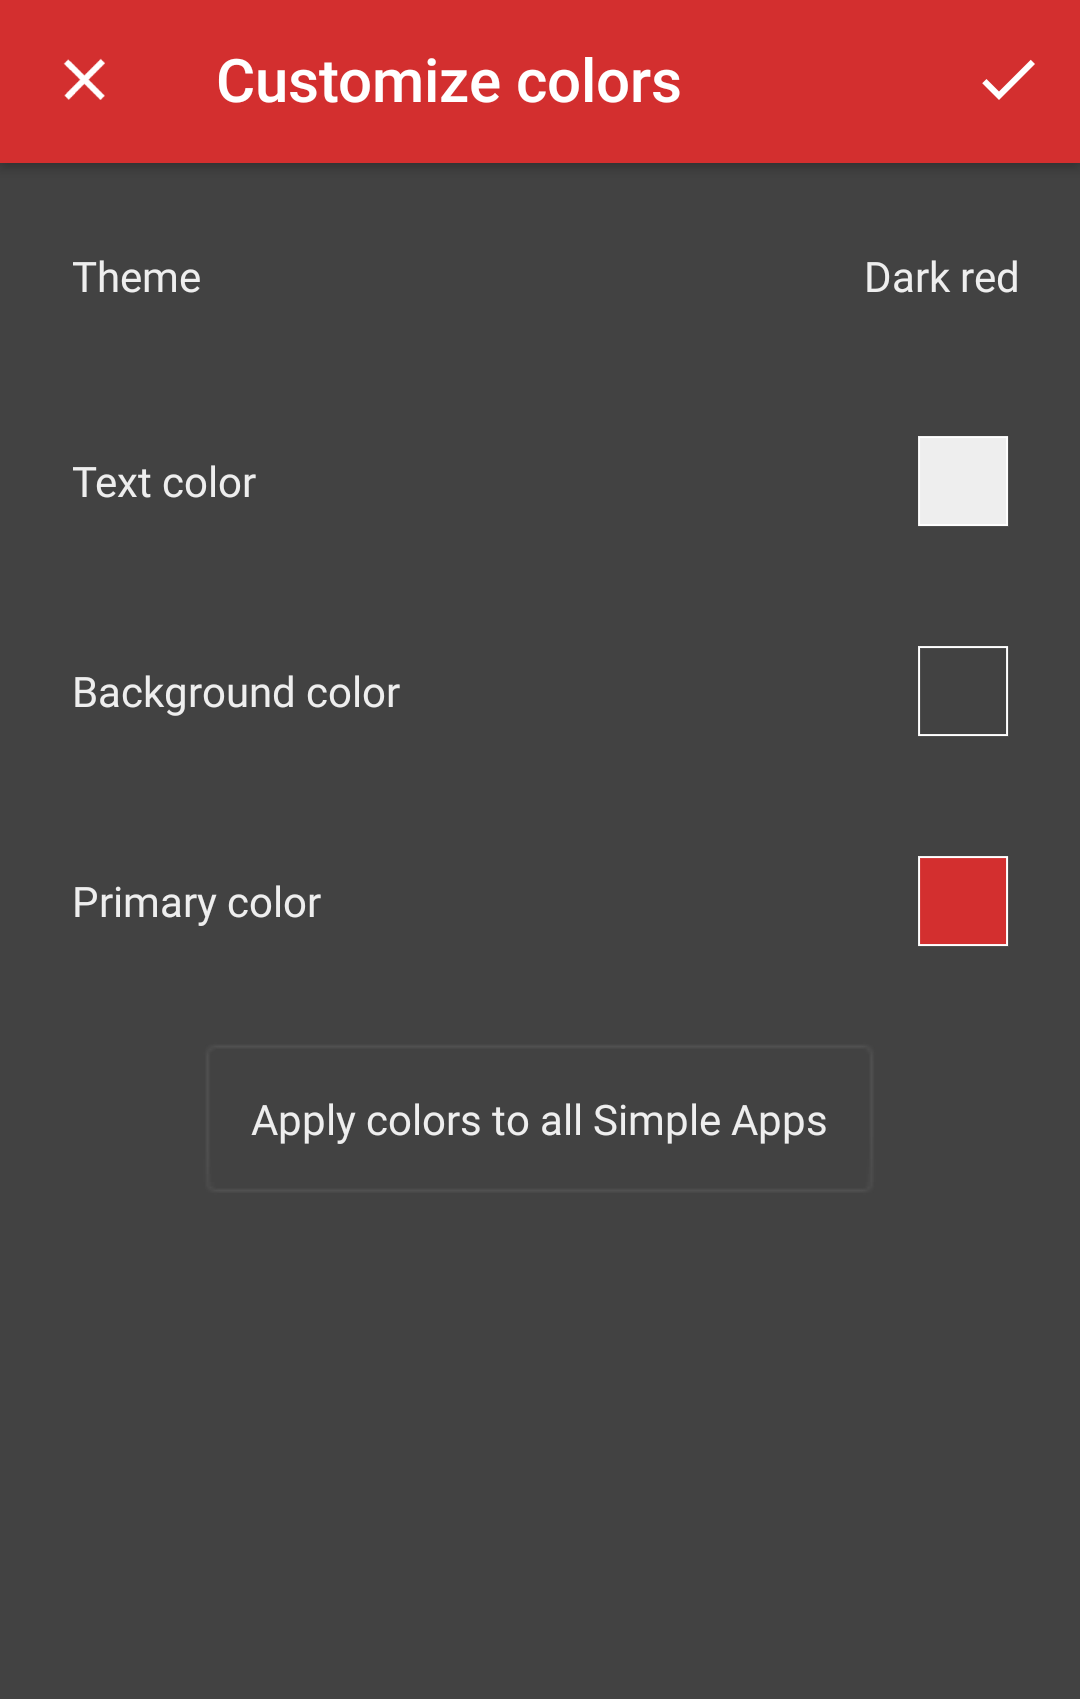 Customize colors
Theme Dark red
Text color
Background color
Primary color
Apply colors to all Simple Apps